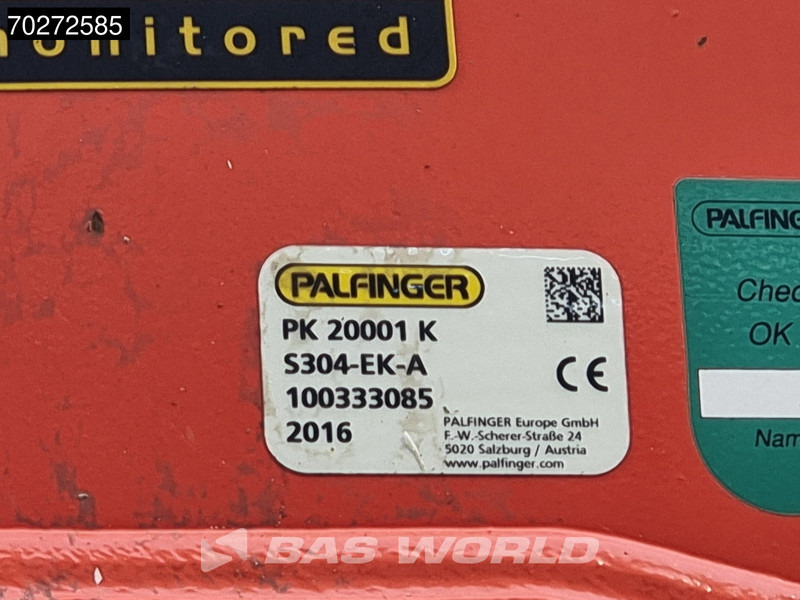 70272585
monitored
PALFINGER
PK 20001 K
S304-EK-A
100333085
2016
CE
PALFINGER Europe GmbH
F.-W.-Scherer-Straße 24
5020 Salzburg / Austria
www.palfinger.com
PALFING
Chec
OK
Nam
BAS WORLD